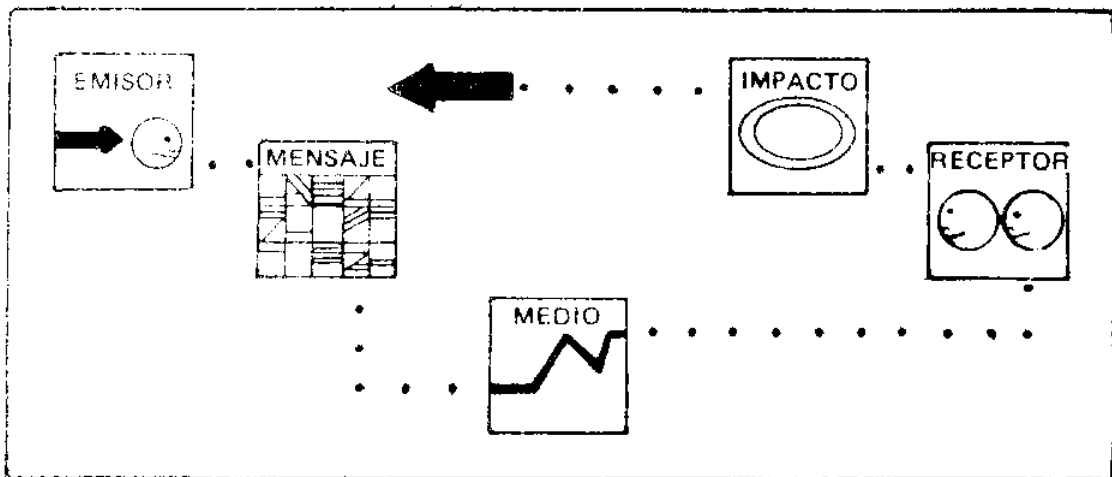 EMISOR
IMPACTO
MENSAJE
RECEPTOR
MEDIO